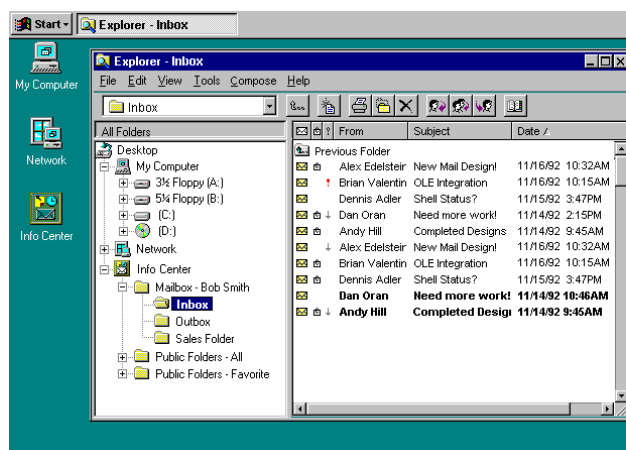 Start
Explorer - Inbox
My Computer
Network
Info Center
Explorer - Inbox
File Edit View Tools Compose Help
Inbox
All Folders
Desktop
My Computer
3½ Floppy (A:)
5¼ Floppy (B:)
(C:)
(D:)
Network
Info Center
Mailbox - Bob Smith
Inbox
Outbox
Sales Folder
Public Folders - All
Public Folders - Favorite
From Subject Date
Previous Folder
Alex Edelsteir New Mail Design! 11/16/92 10:32AM
Brian Valentin OLE Integration 11/16/92 10:15AM
Dennis Adler Shell Status? 11/15/92 3:47PM
Dan Oran Need more work! 11/14/92 2:15PM
Andy Hill Completed Designs 11/14/92 9:45AM
Alex Edelsteir New Mail Design! 11/16/92 10:32AM
Brian Valentin OLE Integration 11/16/92 10:15AM
Dennis Adler Shell Status? 11/15/92 3:47PM
Dan Oran Need more work! 11/14/92 10:46AM
Andy Hill Completed Desigi 11/14/92 9:45AM